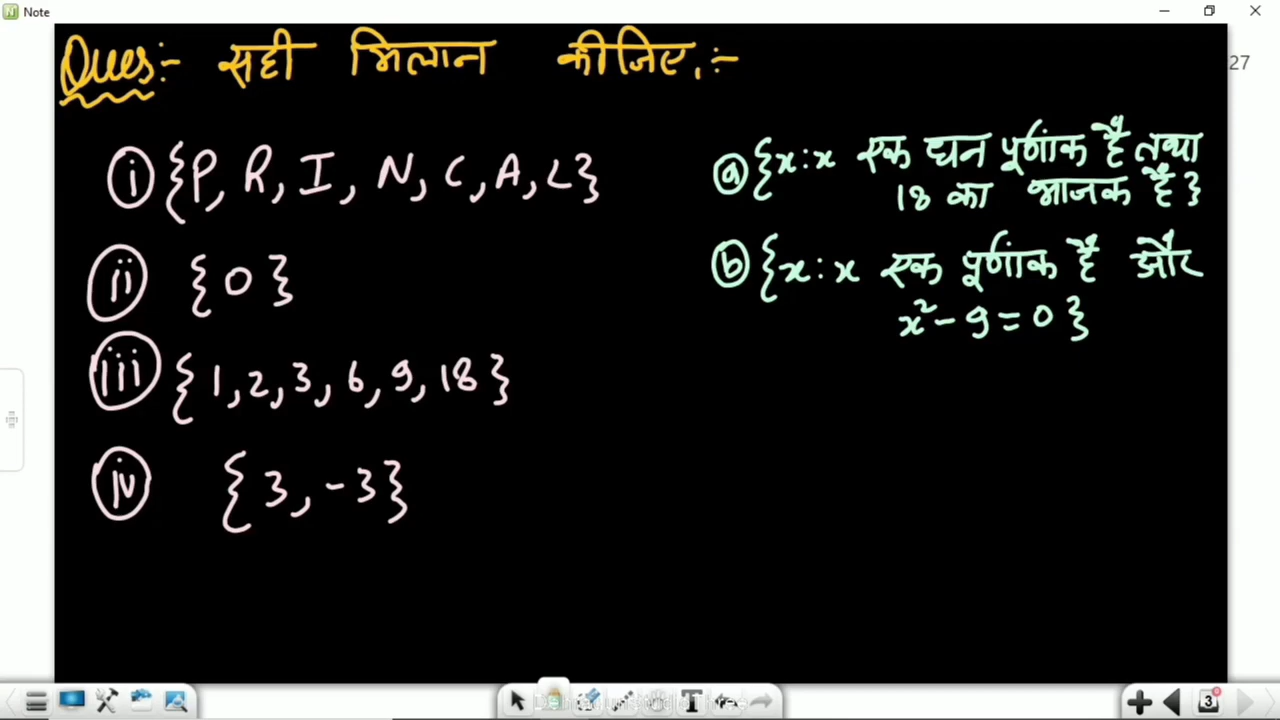 Note
27
Ques:- सही मिलान कीजिए :-
(i) {P, R, I, N, C, A, L}
(ii) {0}
(iii) {1, 2, 3, 6, 9, 18}
(iv) {3, -3}
(a) {x : x एक धन पूर्णांक है तथा
18 का भाजक है}
(b) {x : x एक पूर्णांक है और
x² - 9 = 0}
3